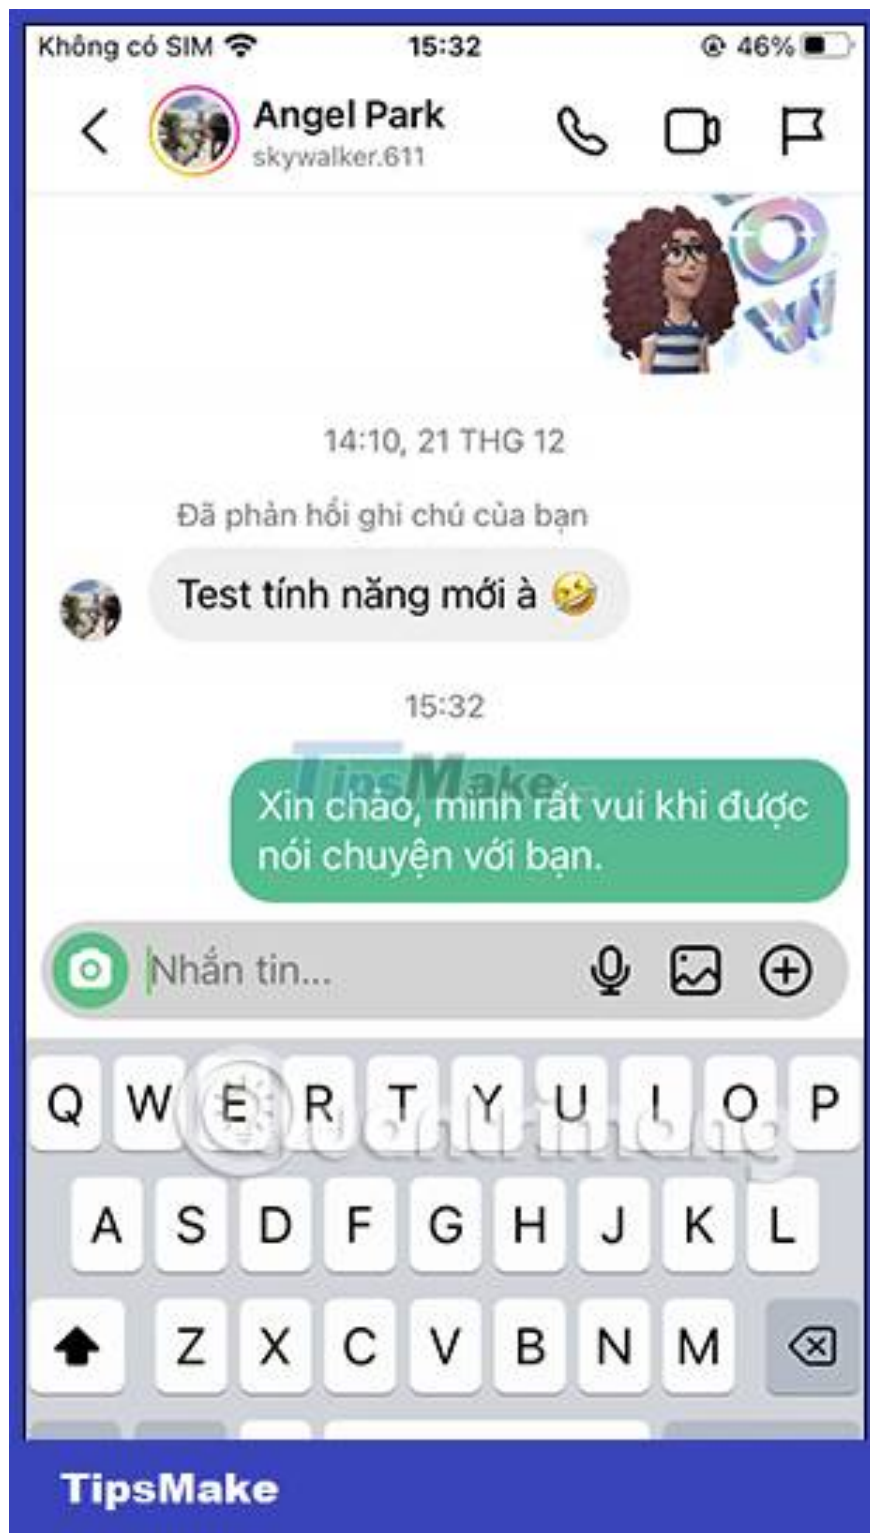 Không có SIM 15:32 46%
Angel Park
skywalker.611
OW
14:10, 21 THG 12
Đã phản hồi ghi chú của bạn
Test tính năng mới à 🤣
15:32
TipsMake
Xin chào, mình rất vui khi được
nói chuyện với bạn.
Nhắn tin...
Q W E R T Y U I O P
uantrimang
A S D F G H J K L
Z X C V B N M
TipsMake